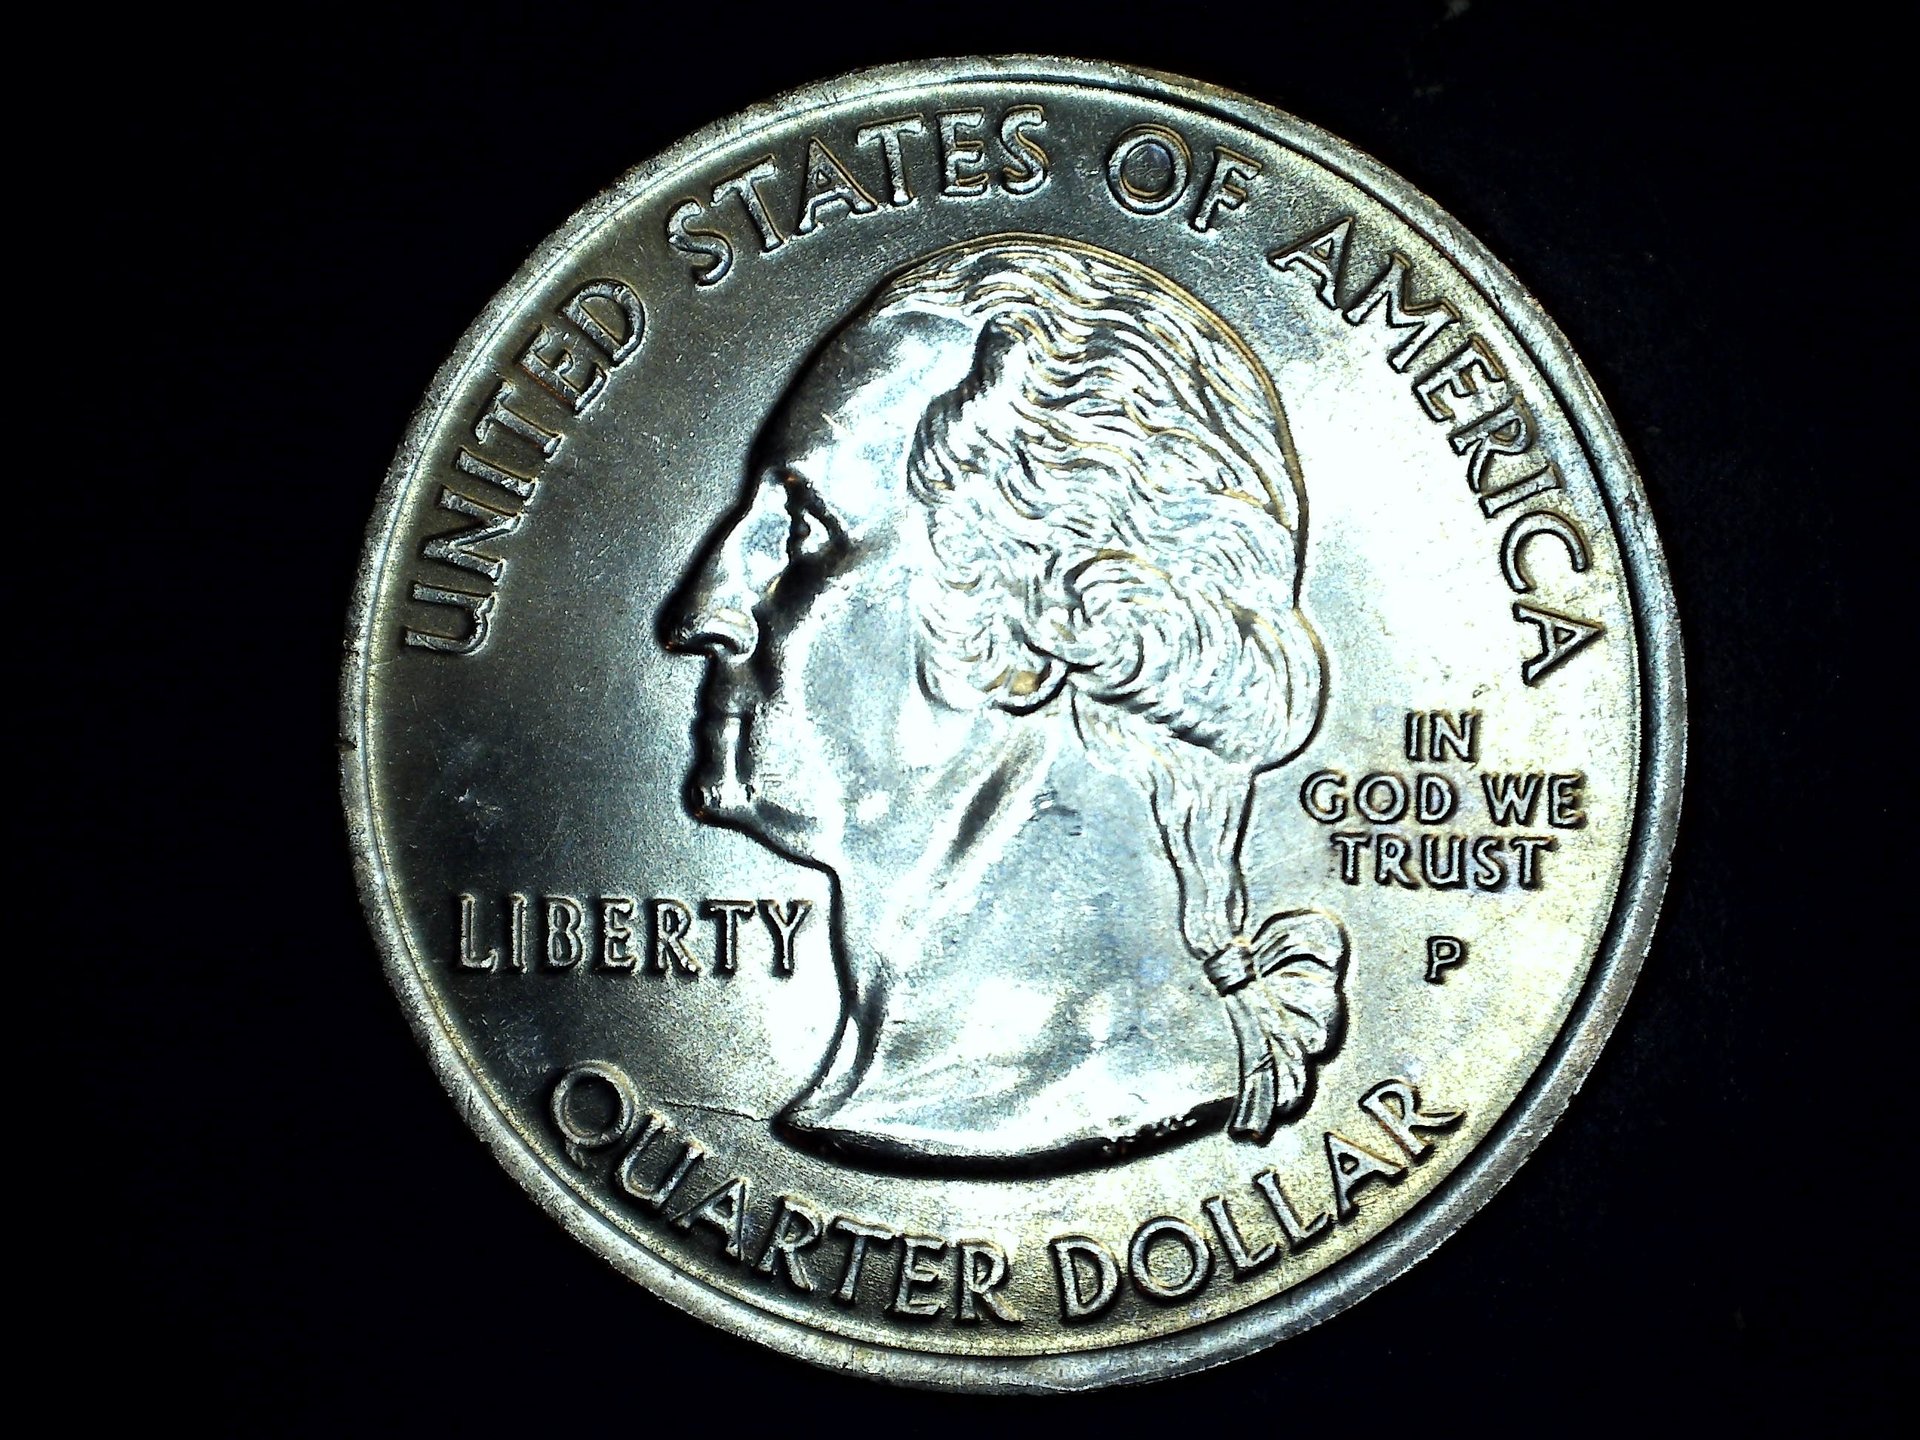 UNITED STATES OF AMERICA
LIBERTY
IN
GOD WE
TRUST
P
QUARTER DOLLAR